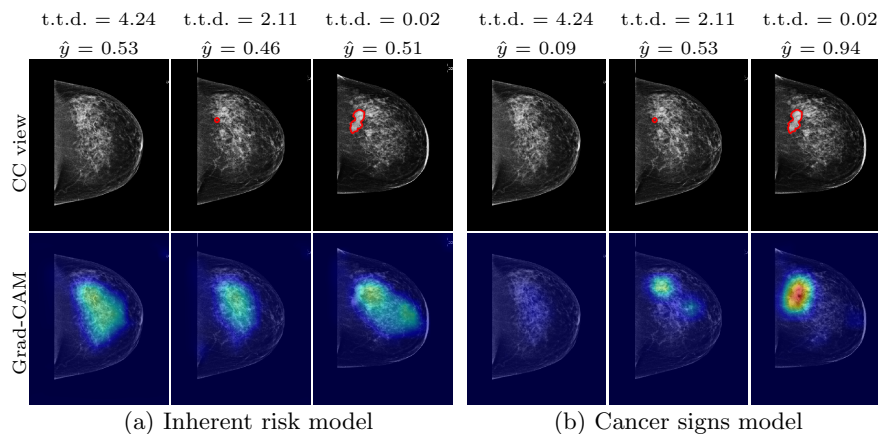 t.t.d. = 4.24 t.t.d. = 2.11 t.t.d. = 0.02 t.t.d. = 4.24 t.t.d. = 2.11 t.t.d. = 0.02
ŷ = 0.53 ŷ = 0.46 ŷ = 0.51 ŷ = 0.09 ŷ = 0.53 ŷ = 0.94
CC view
Grad-CAM
(a) Inherent risk model (b) Cancer signs model